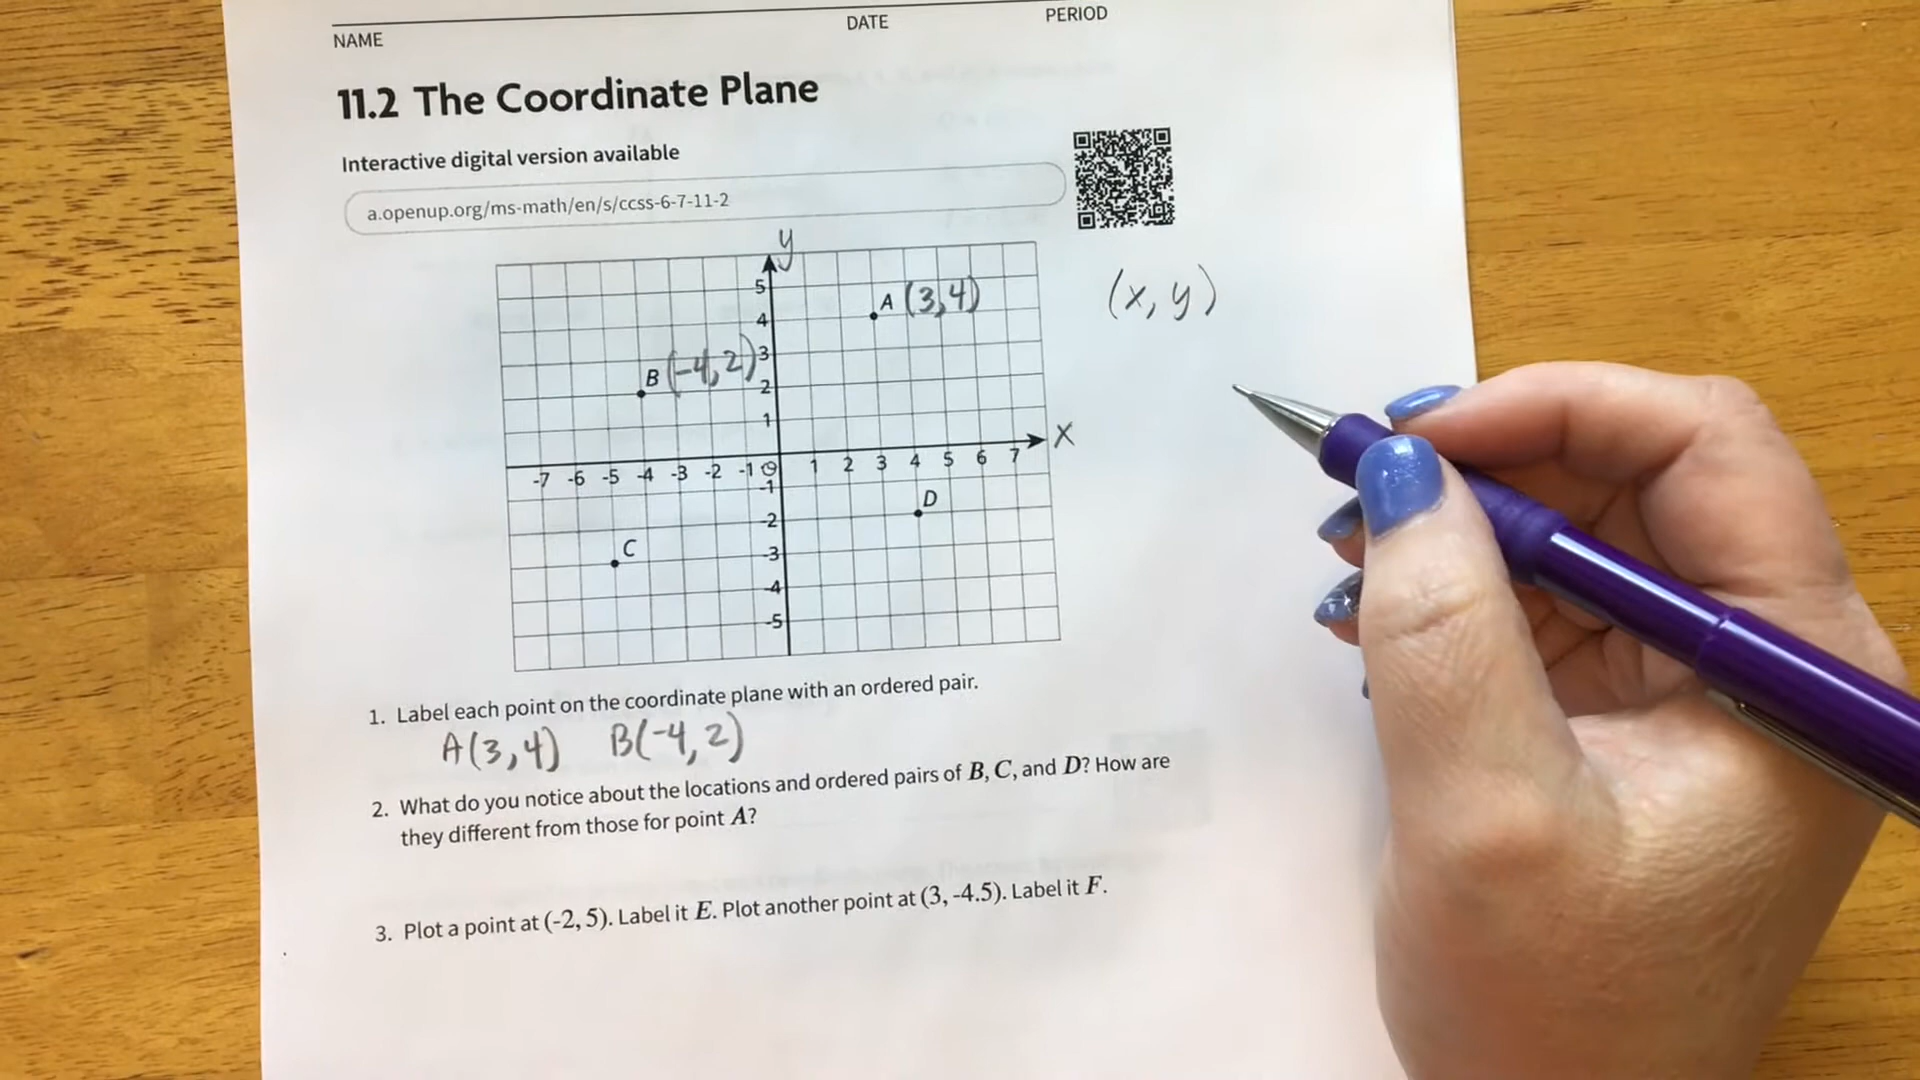 NAME DATE PERIOD
11.2 The Coordinate Plane
Interactive digital version available
a.openup.org/ms-math/en/s/ccss-6-7-11-2
y
5
A (3,4)
(x, y)
4
3
B (-4,2)
2
1
x
-7 -6 -5 -4 -3 -2 -1 0 1 2 3 4 5 6 7
-1
D
-2
C
-3
-4
-5
1. Label each point on the coordinate plane with an ordered pair.
A(3,4) B(-4,2)
2. What do you notice about the locations and ordered pairs of B, C, and D? How are
they different from those for point A?
3. Plot a point at (-2, 5). Label it E. Plot another point at (3, -4.5). Label it F.